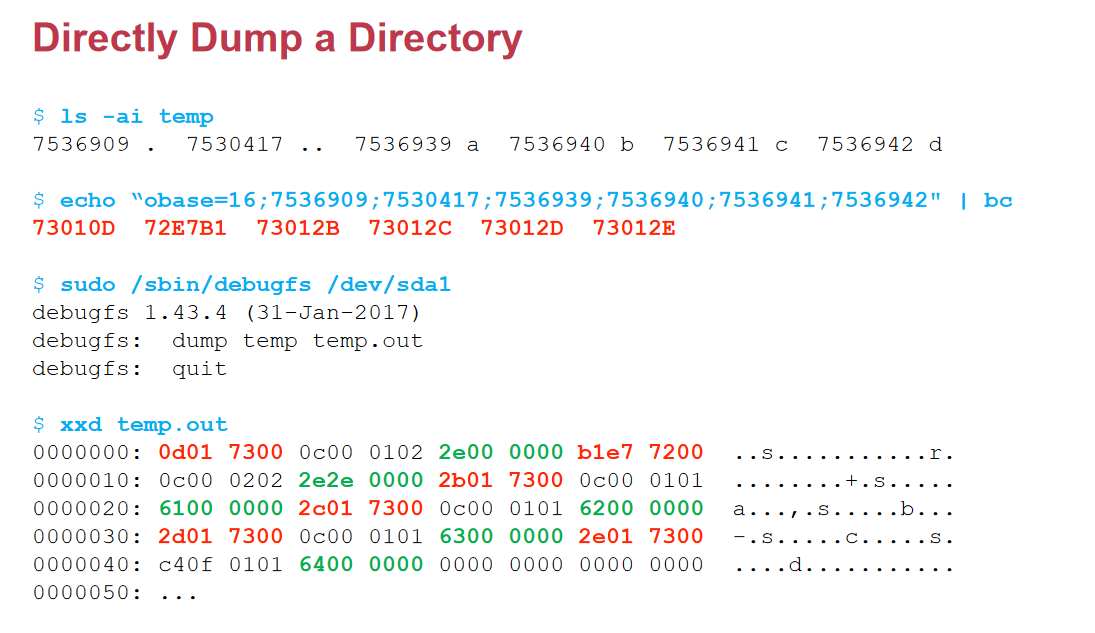 Directly Dump a Directory
$ ls -ai temp
7536909 .  7530417 ..  7536939 a  7536940 b  7536941 c  7536942 d
$ echo “obase=16;7536909;7530417;7536939;7536940;7536941;7536942" | bc
73010D  72E7B1  73012B  73012C  73012D  73012E
$ sudo /sbin/debugfs /dev/sda1
debugfs 1.43.4 (31-Jan-2017)
debugfs:  dump temp temp.out
debugfs:  quit
$ xxd temp.out
0000000: 0d01 7300 0c00 0102 2e00 0000 b1e7 7200  ..s...........r.
0000010: 0c00 0202 2e2e 0000 2b01 7300 0c00 0101  ........+.s.....
0000020: 6100 0000 2c01 7300 0c00 0101 6200 0000  a...,.s.....b...
0000030: 2d01 7300 0c00 0101 6300 0000 2e01 7300  -.s.....c.....s.
0000040: c40f 0101 6400 0000 0000 0000 0000 0000  ....d...........
0000050: ...